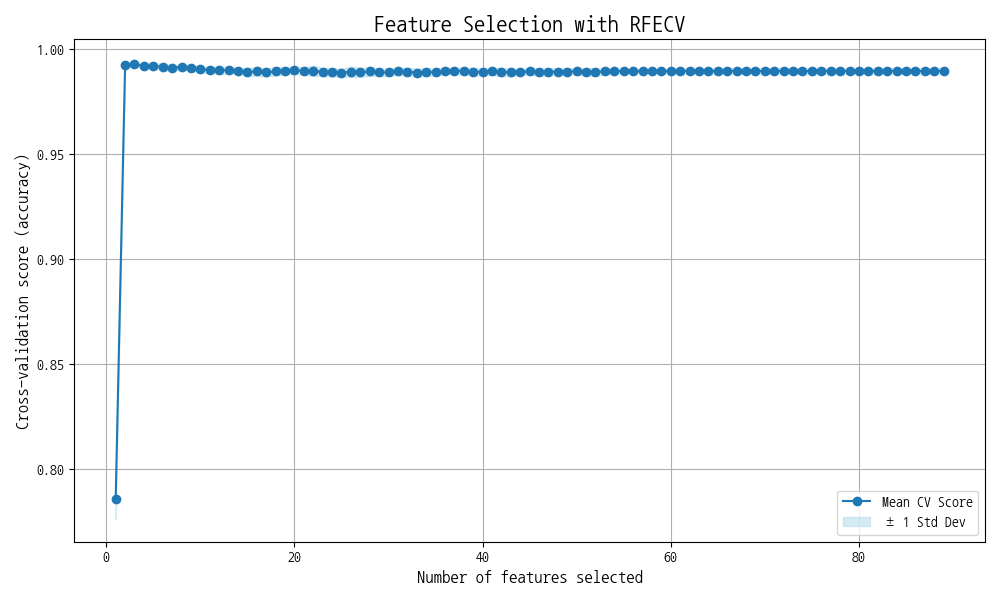 Feature Selection with RFECV
Cross-validation score (accuracy)
1.00
0.95
0.90
0.85
0.80
0
20
40
60
80
Number of features selected
Mean CV Score
± 1 Std Dev